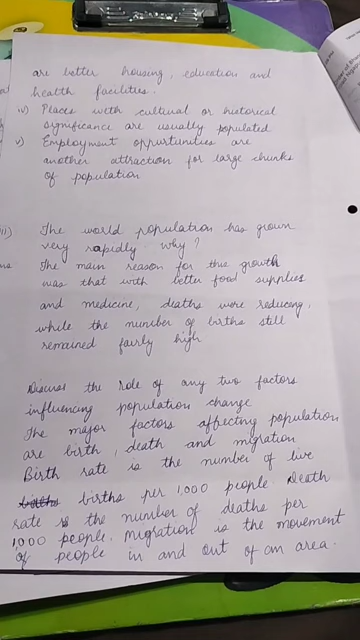 are better housing, education and
health facilities.
iv) Places with cultural or historical
significance are usually populated
v) Employment oppurtunities are
another attraction for large chunks
of population
iii) The world population has grown
very rapidly. why?
The main reason for this growth
was that with better food supplies
and medicine, deaths were reducing,
while the number of births still
remained fairly high
Discuss the role of any two factors
influencing population change
The major factors affecting population
are birth, death and migration
Birth rate is the number of live
births per 1,000 people. Death
rate is the number of deaths per
1,000 people. Migration is the movement
of people in and out of an area.